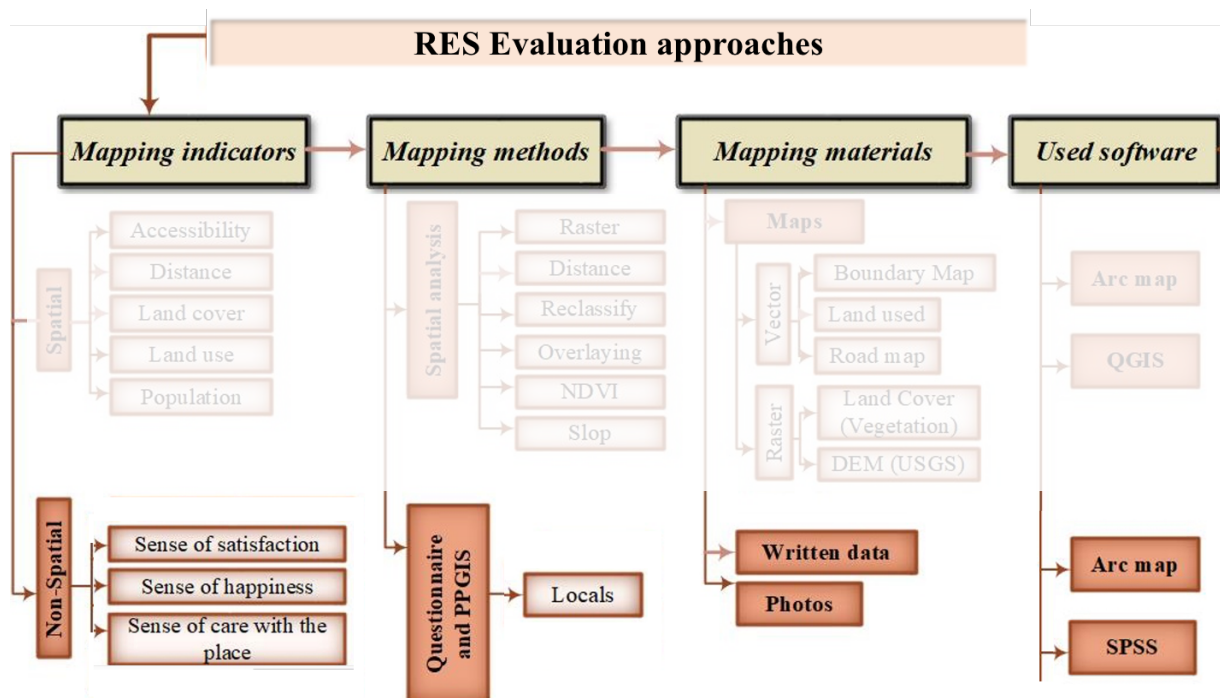 RES Evaluation approaches
Mapping indicators
Mapping methods
Mapping materials
Used software
Spatial
Accessibility
Distance
Land cover
Land use
Population
Spatial analysis
Raster
Distance
Reclassify
Overlaying
NDVI
Slop
Maps
Vector
Boundary Map
Land used
Road map
Raster
Land Cover
(Vegetation)
DEM (USGS)
Arc map
QGIS
Non-Spatial
Sense of satisfaction
Sense of happiness
Sense of care with the
place
Questionnaire
and PPGIS
Locals
Written data
Photos
Arc map
SPSS